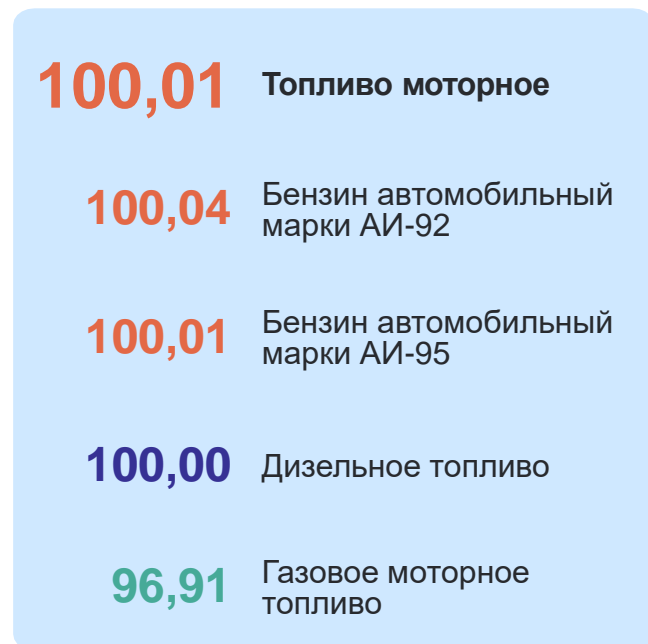 100,01 Топливо моторное
100,04 Бензин автомобильный
марки АИ-92
100,01 Бензин автомобильный
марки АИ-95
100,00 Дизельное топливо
96,91 Газовое моторное
топливо